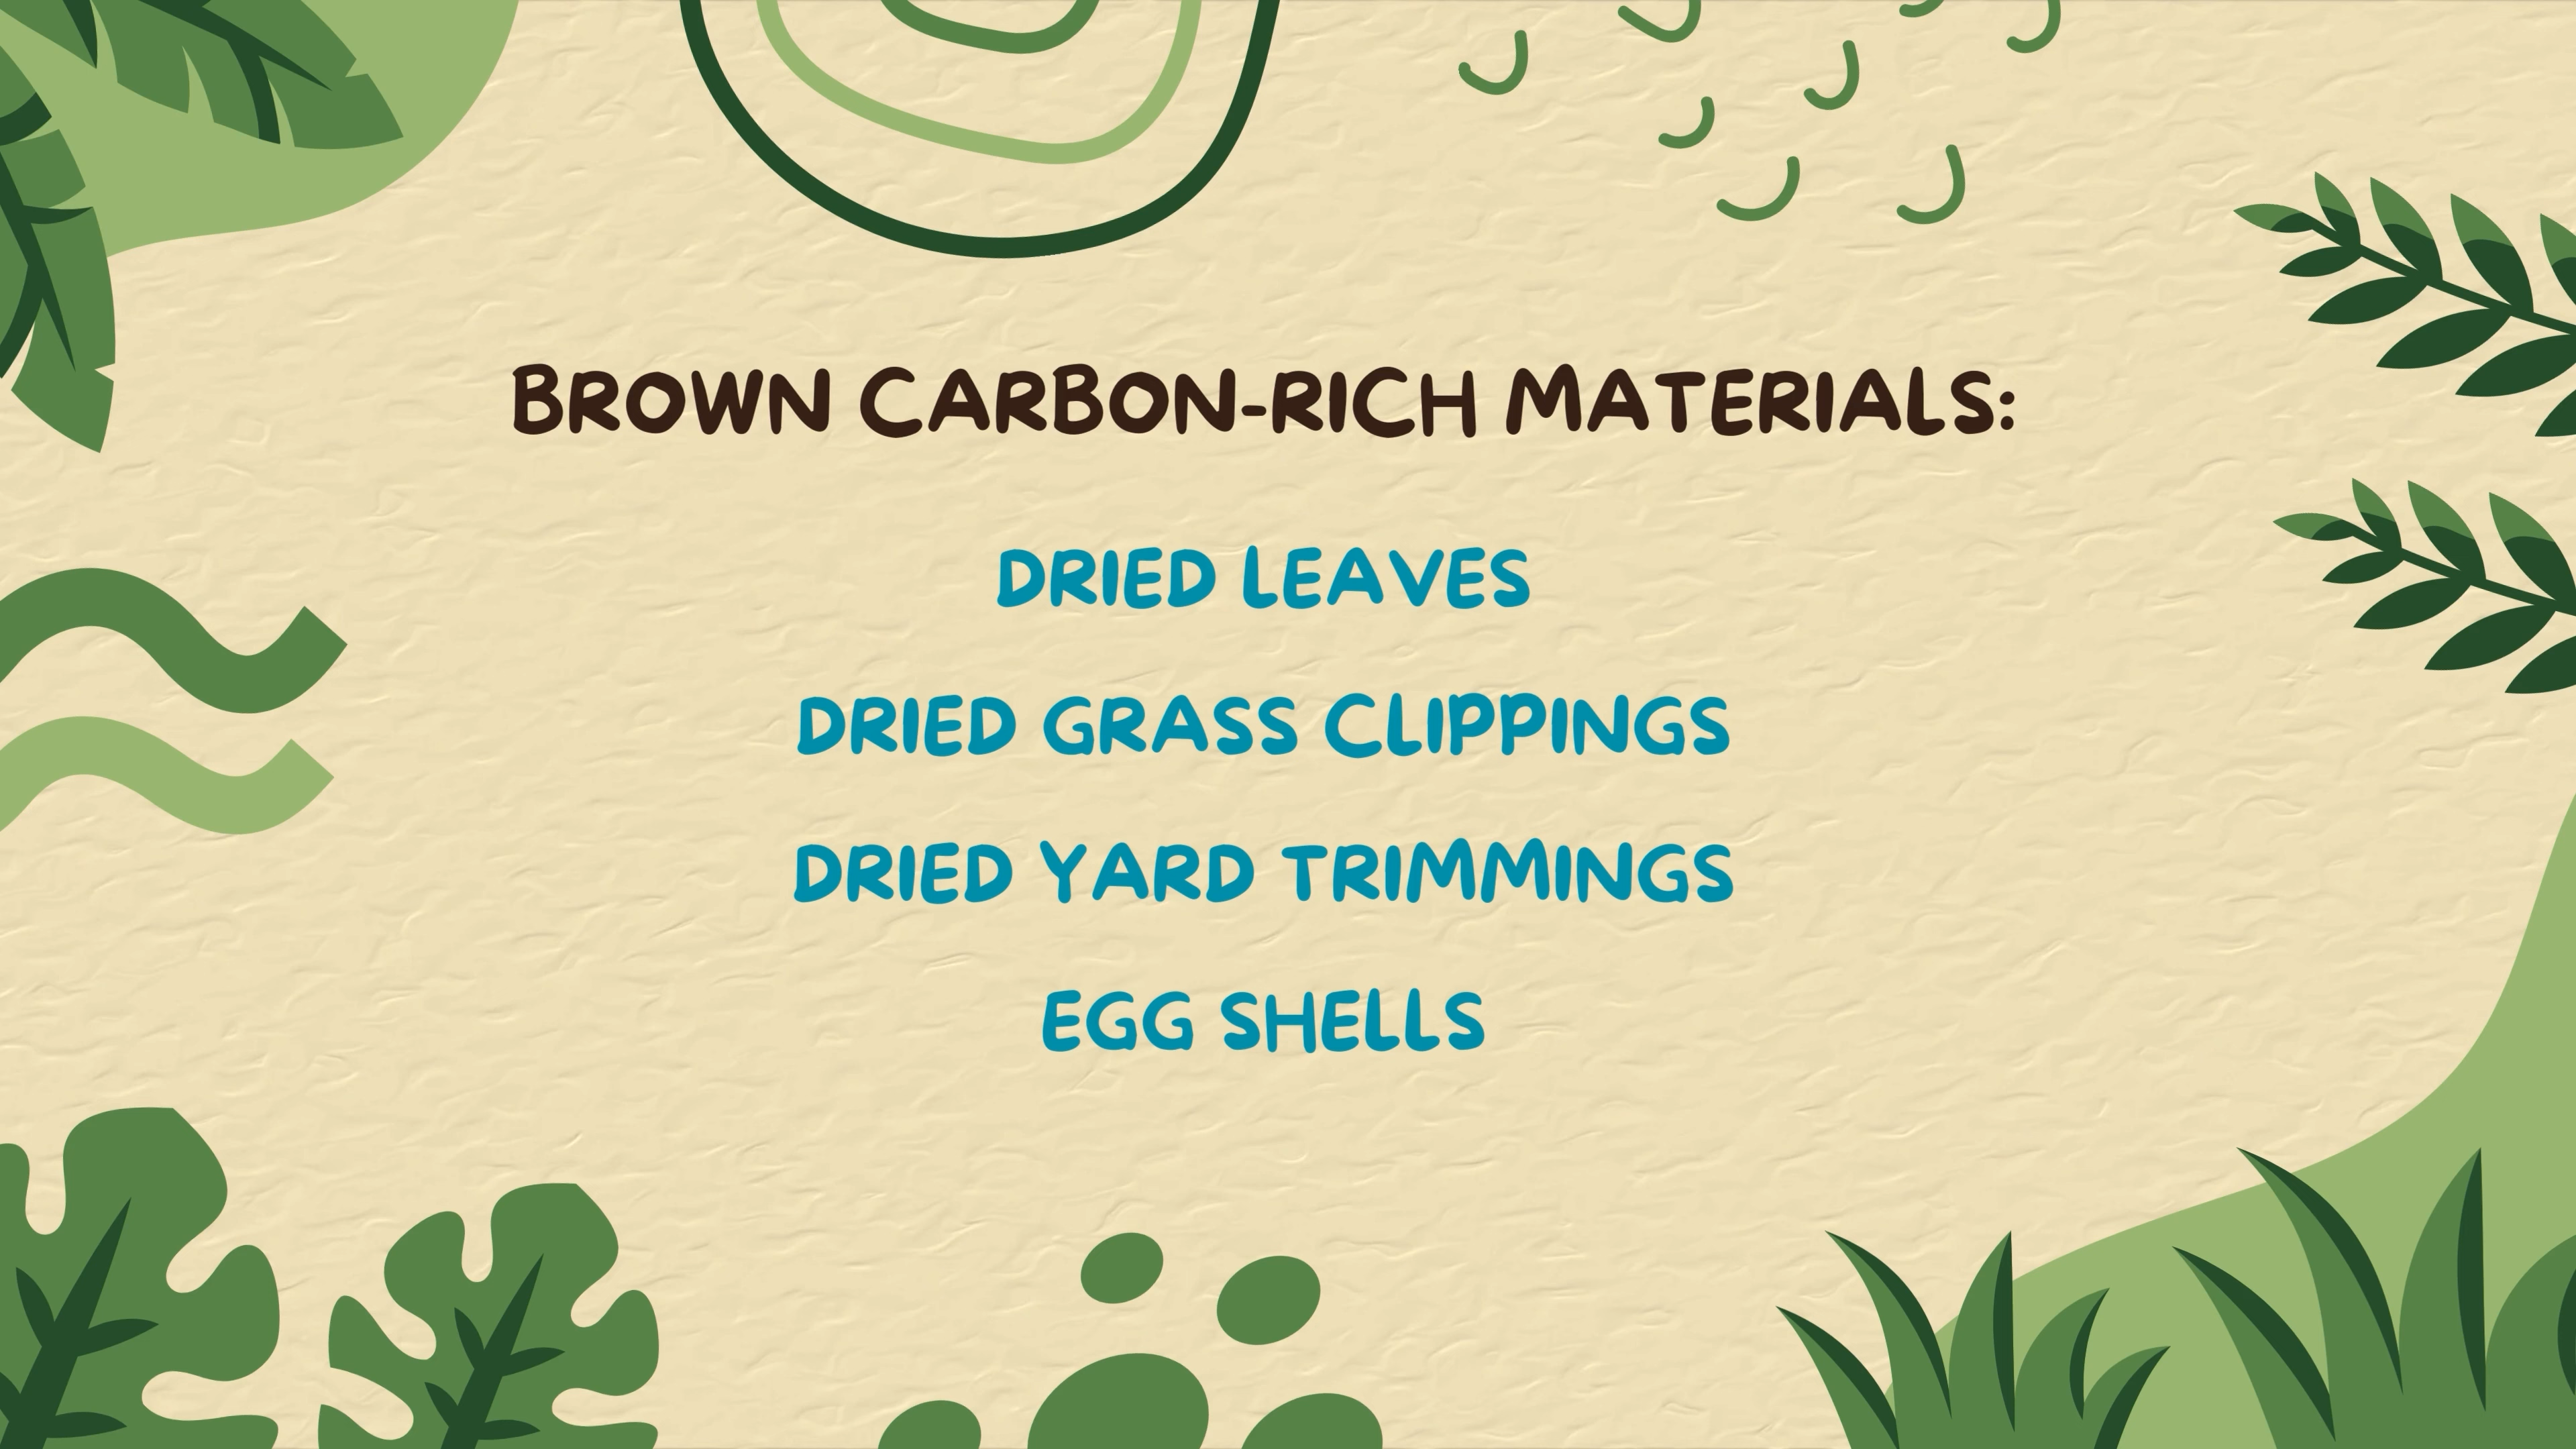 BROWN CARBON-RICH MATERIALS:
DRIED LEAVES
DRIED GRASS CLIPPINGS
DRIED YARD TRIMMINGS
EGG SHELLS